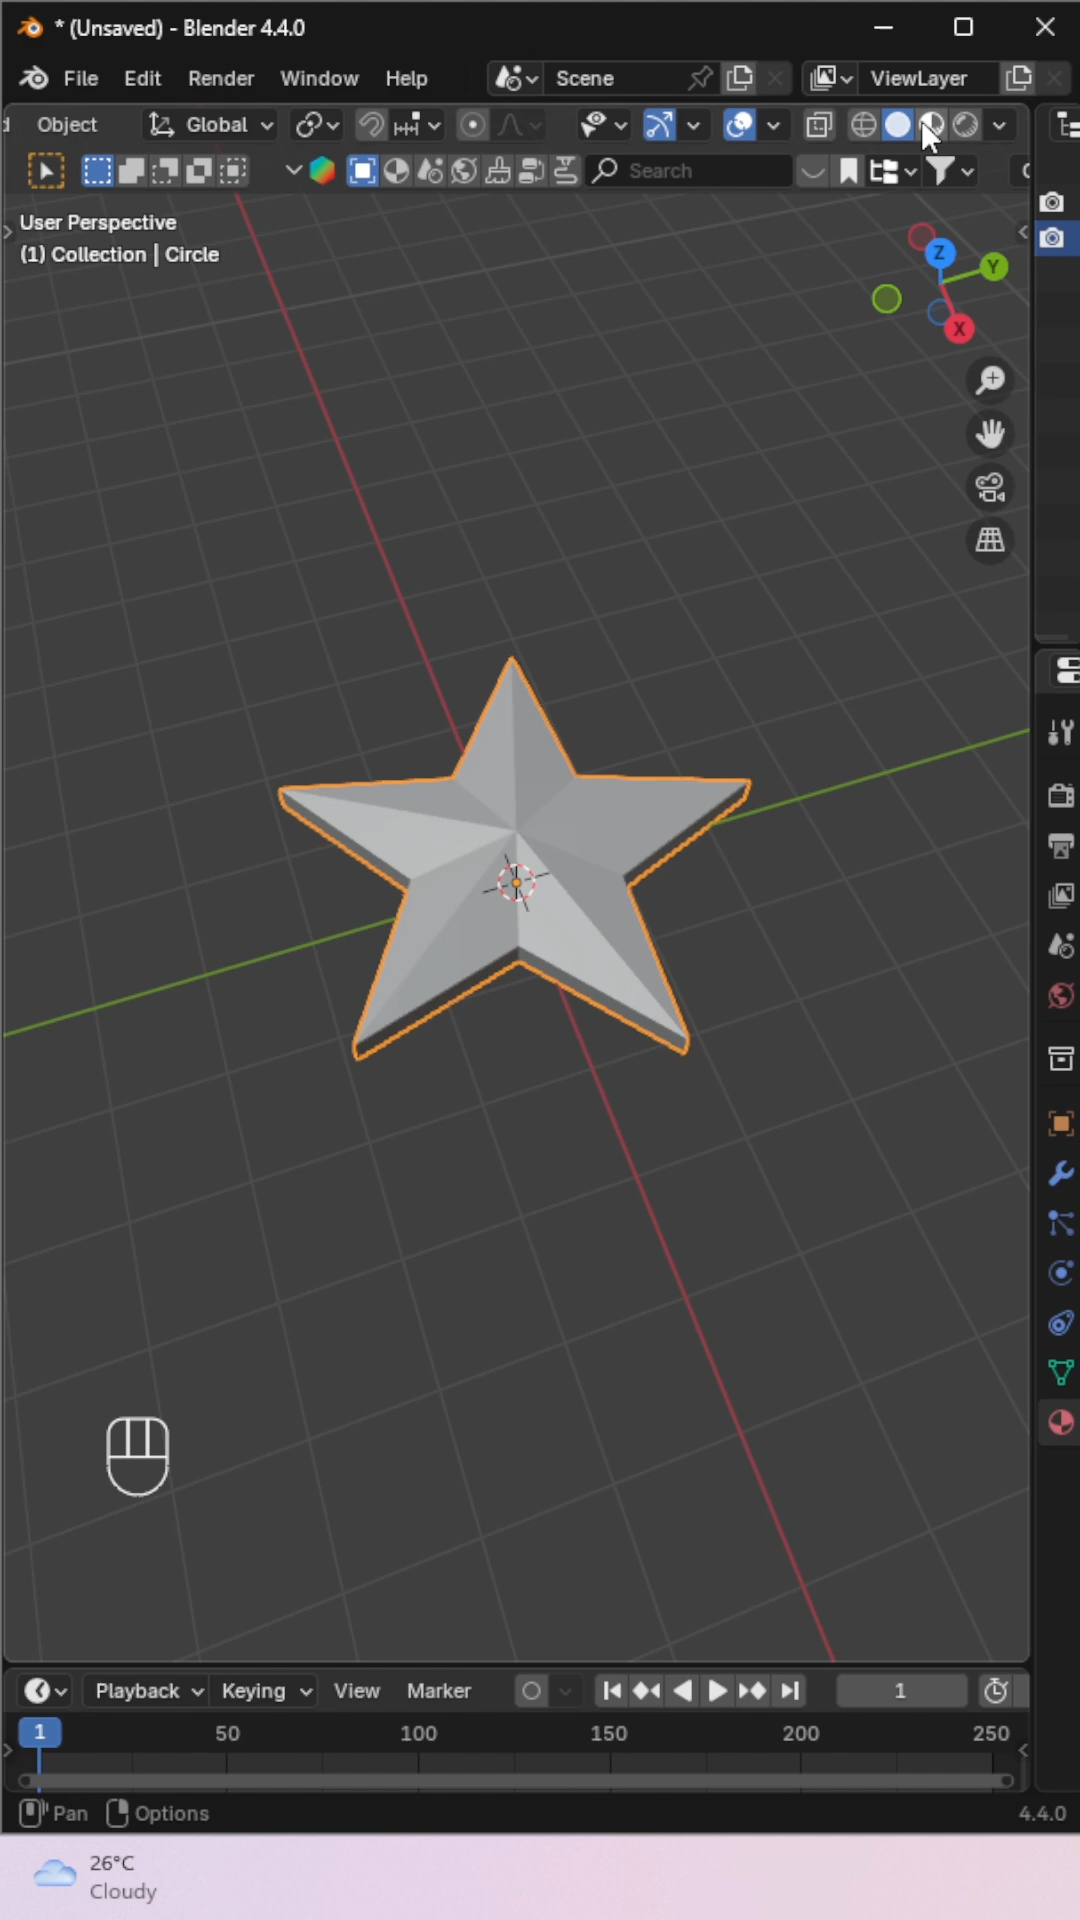 * (Unsaved) - Blender 4.4.0
File Edit Render Window Help Scene ViewLayer
Object Global
Search
User Perspective
(1) Collection | Circle
Z
Y
X
Playback Keying View Marker 1
1 50 100 150 200 250
Pan Options 4.4.0
26°C
Cloudy